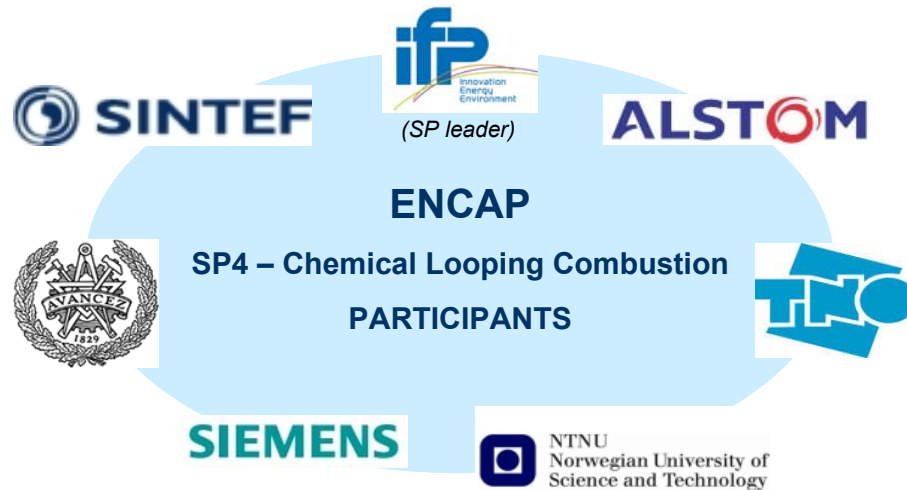 ifp
Innovation
Energy
Environment
(SP leader)
SINTEF
ALSTOM
ENCAP
SP4 – Chemical Looping Combustion
PARTICIPANTS
AVANCEZ
1829
TNO
SIEMENS
NTNU
Norwegian University of
Science and Technology